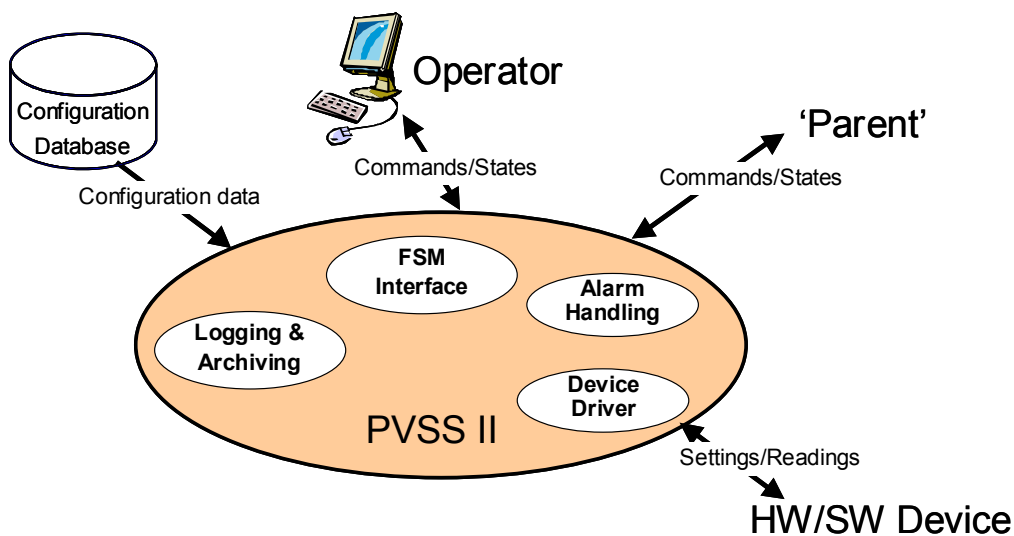 Configuration
Database
Operator
'Parent'
Commands/States
Commands/States
Configuration data
FSM
Interface
Alarm
Handling
Logging &
Archiving
Device
Driver
PVSS II
Settings/Readings
HW/SW Device